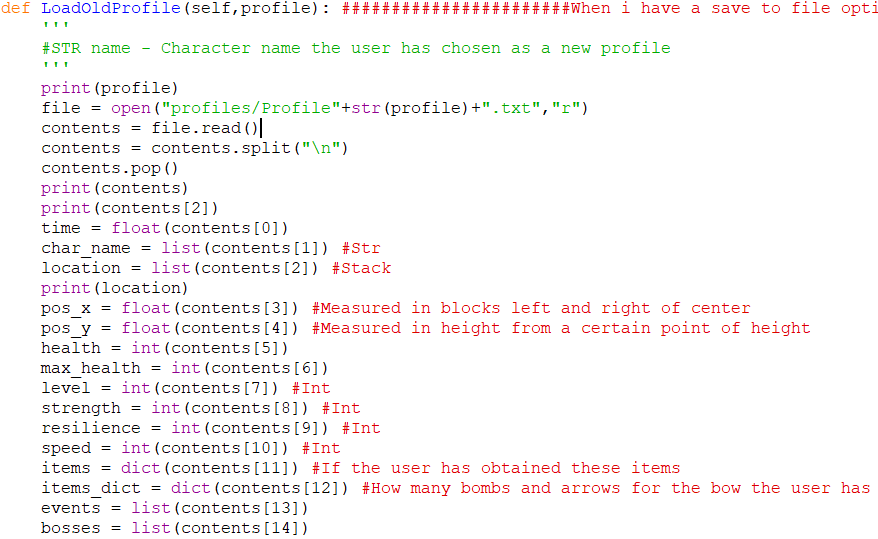 def LoadOldProfile(self,profile): #######################When i have a save to file opti
    '''
    #STR name - Character name the user has chosen as a new profile
    '''
    print(profile)
    file = open("profiles/Profile"+str(profile)+".txt","r")
    contents = file.read()
    contents = contents.split("\n")
    contents.pop()
    print(contents)
    print(contents[2])
    time = float(contents[0])
    char_name = list(contents[1]) #Str
    location = list(contents[2]) #Stack
    print(location)
    pos_x = float(contents[3]) #Measured in blocks left and right of center
    pos_y = float(contents[4]) #Measured in height from a certain point of height
    health = int(contents[5])
    max_health = int(contents[6])
    level = int(contents[7]) #Int
    strength = int(contents[8]) #Int
    resilience = int(contents[9]) #Int
    speed = int(contents[10]) #Int
    items = dict(contents[11]) #If the user has obtained these items
    items_dict = dict(contents[12]) #How many bombs and arrows for the bow the user has
    events = list(contents[13])
    bosses = list(contents[14])